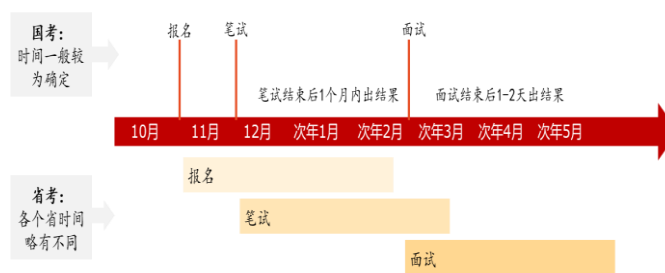 国考：
时间一般较
为确定
报名
笔试
面试
笔试结束后1个月内出结果
面试结束后1-2天出结果
10月
11月
12月
次年1月
次年2月
次年3月
次年4月
次年5月
省考：
各个省时间
略有不同
报名
笔试
面试